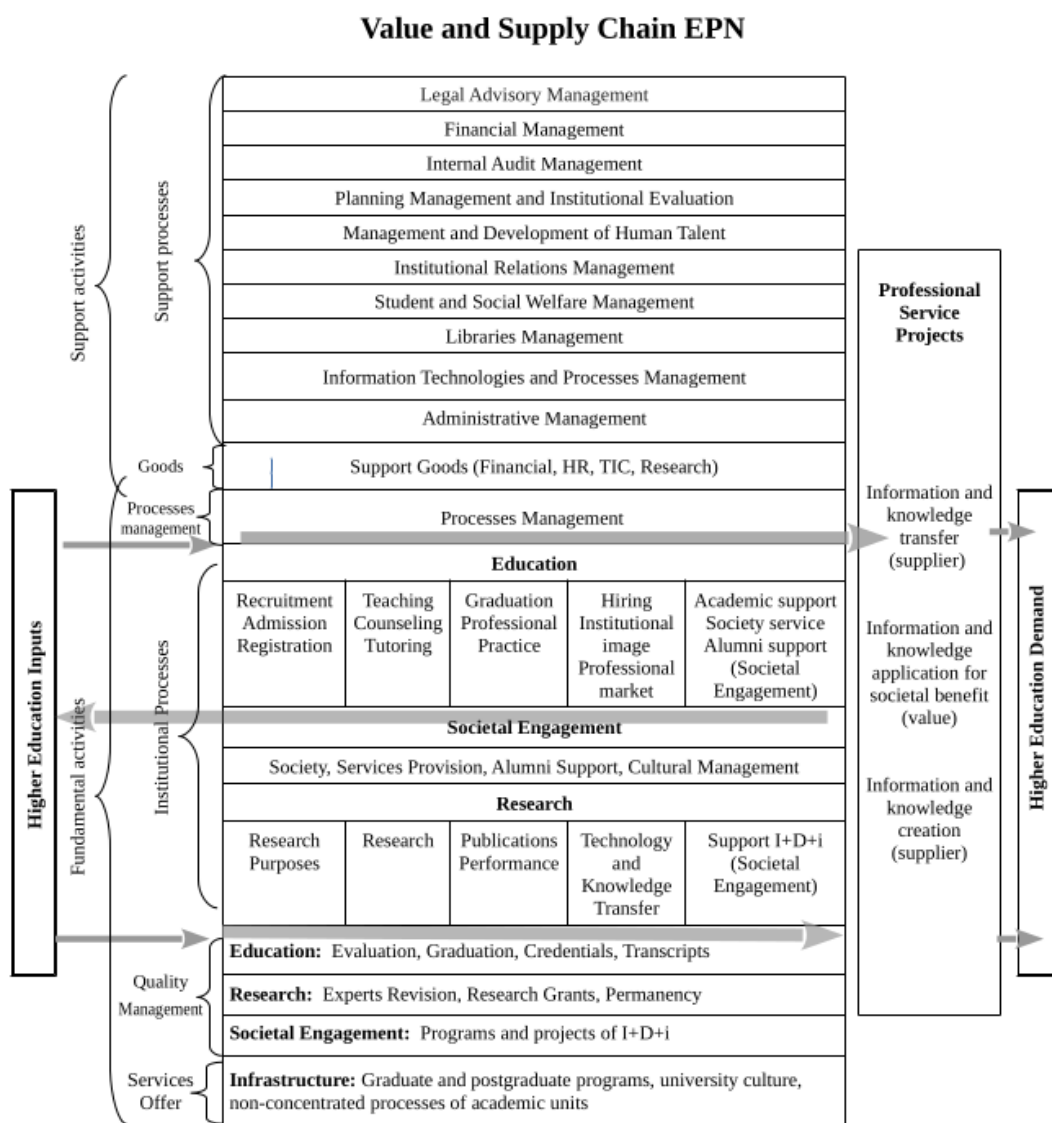 Value and Supply Chain EPN
Support activities
Support processes
Legal Advisory Management
Financial Management
Internal Audit Management
Planning Management and Institutional Evaluation
Management and Development of Human Talent
Institutional Relations Management
Student and Social Welfare Management
Libraries Management
Information Technologies and Processes Management
Administrative Management
Goods
Support Goods (Financial, HR, TIC, Research)
Processes
management
Processes Management
Higher Education Inputs
Fundamental activities
Institutional Processes
Education
Recruitment
Admission
Registration
Teaching
Counseling
Tutoring
Graduation
Professional
Practice
Hiring
Institutional
image
Professional
market
Academic support
Society service
Alumni support
(Societal
Engagement)
Societal Engagement
Society, Services Provision, Alumni Support, Cultural Management
Research
Research
Purposes
Research
Publications
Performance
Technology
and
Knowledge
Transfer
Support I+D+i
(Societal
Engagement)
Quality
Management
Education: Evaluation, Graduation, Credentials, Transcripts
Research: Experts Revision, Research Grants, Permanency
Societal Engagement: Programs and projects of I+D+i
Services
Offer
Infrastructure: Graduate and postgraduate programs, university culture,
non-concentrated processes of academic units
Professional
Service
Projects
Information and
knowledge
transfer
(supplier)
Information and
knowledge
application for
societal benefit
(value)
Information and
knowledge
creation
(supplier)
Higher Education Demand